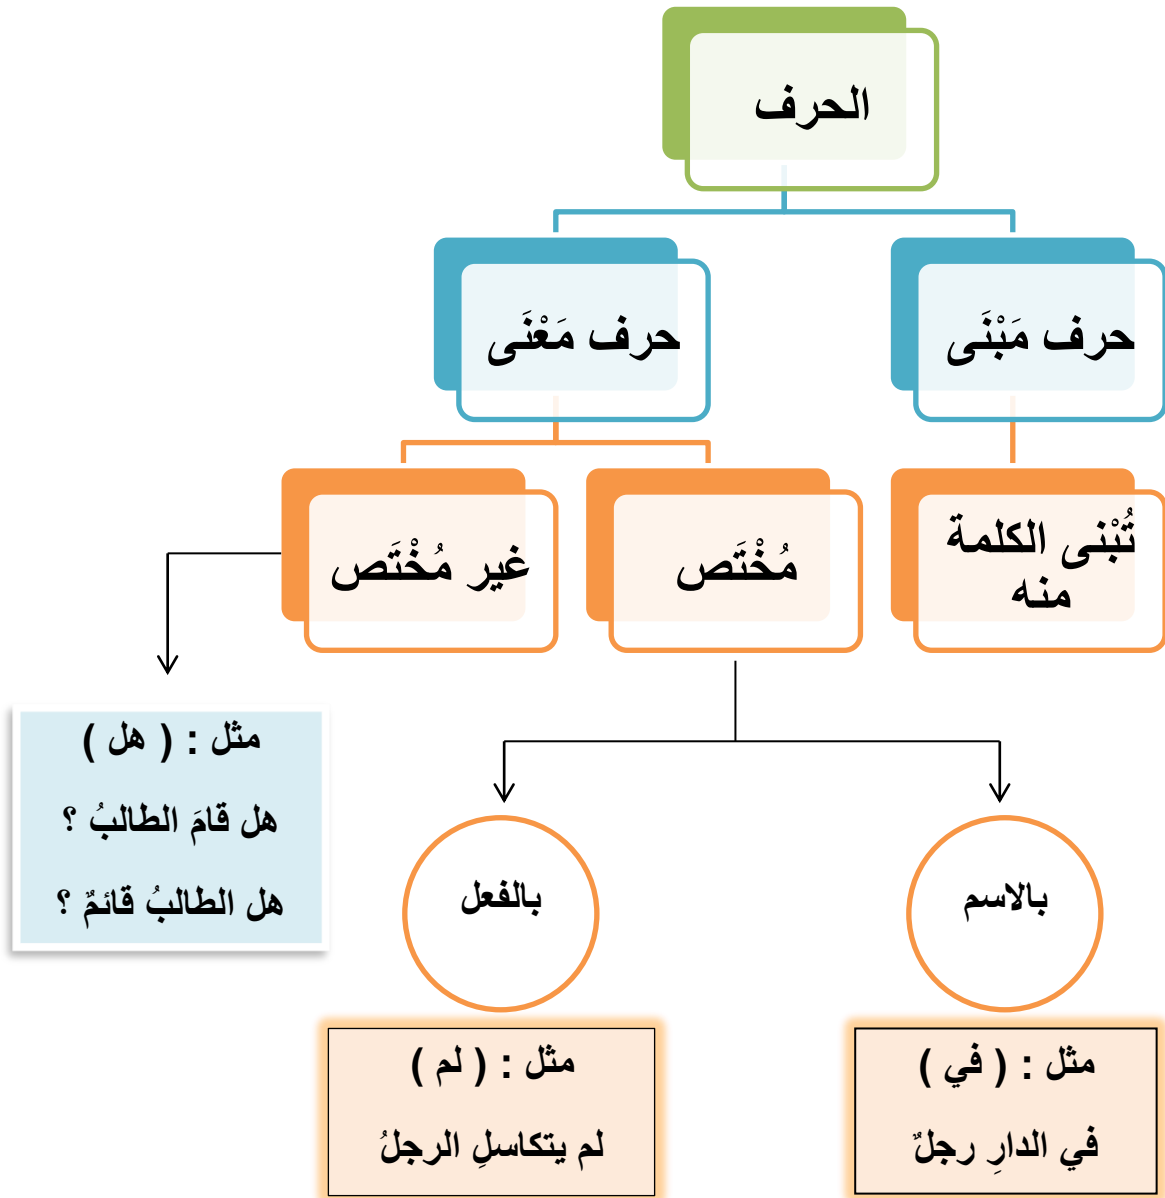 الحرف
حرف مَبْنَى
حرف مَعْنَى
تُبْنى الكلمة
منه
مُخْتَص
غير مُخْتَص
مثل : ( هل )
هل قامَ الطالبُ ؟
هل الطالبُ قائمٌ ؟
بالاسم
بالفعل
مثل : ( في )
في الدارِ رجلٌ
مثل : ( لم )
لم يتكاسلِ الرجلُ